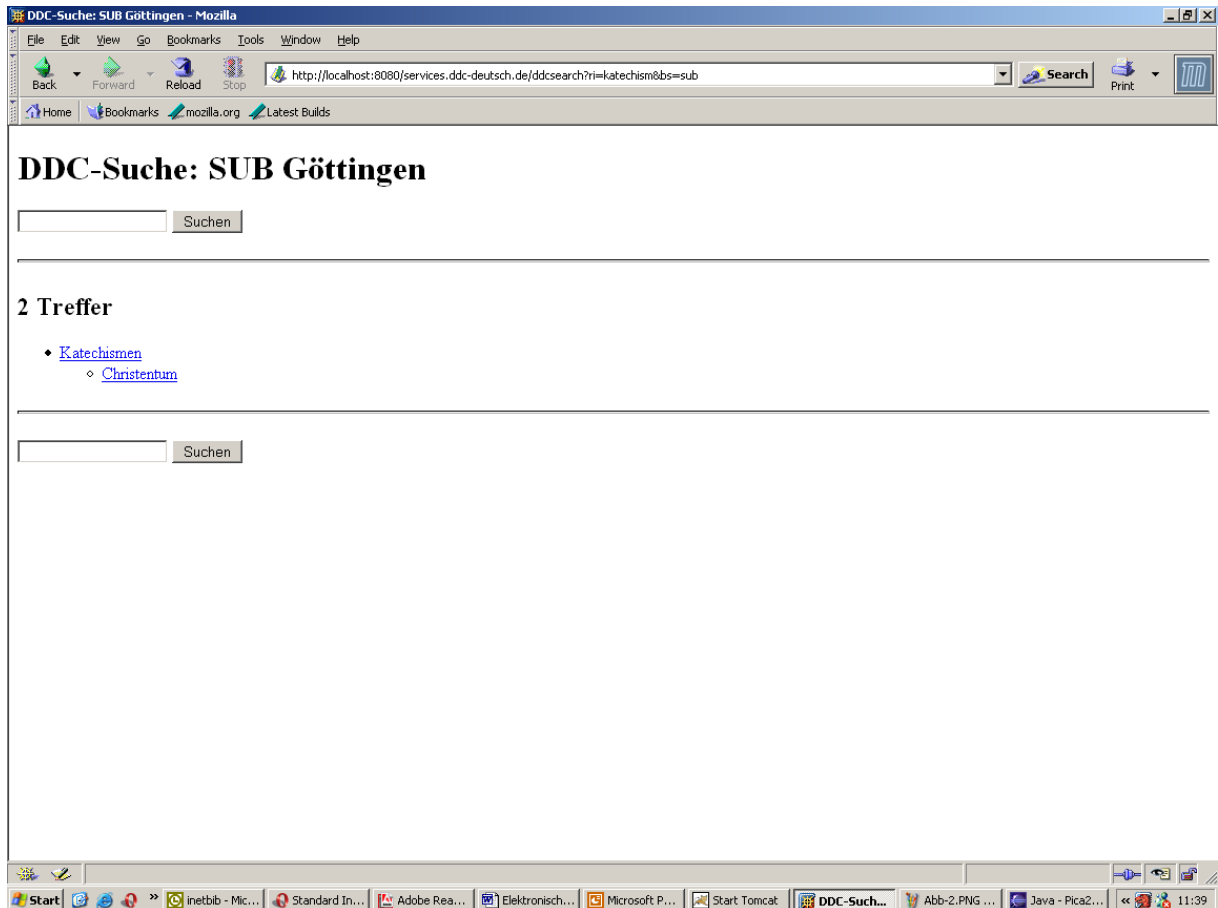 DDC-Suche: SUB Göttingen - Mozilla
File Edit View Go Bookmarks Tools Window Help
Back Forward Reload Stop http://localhost:8080/services.ddc-deutsch.de/ddcsearch?ri=katechism&bs=sub Search Print
Home Bookmarks mozilla.org Latest Builds
DDC-Suche: SUB Göttingen
Suchen
2 Treffer
Katechismen
Christentum
Suchen
Start » inetbib - Mic... Standard In... Adobe Rea... Elektronisch... Microsoft P... Start Tomcat DDC-Such... Abb-2.PNG ... Java - Pica2... « 11:39